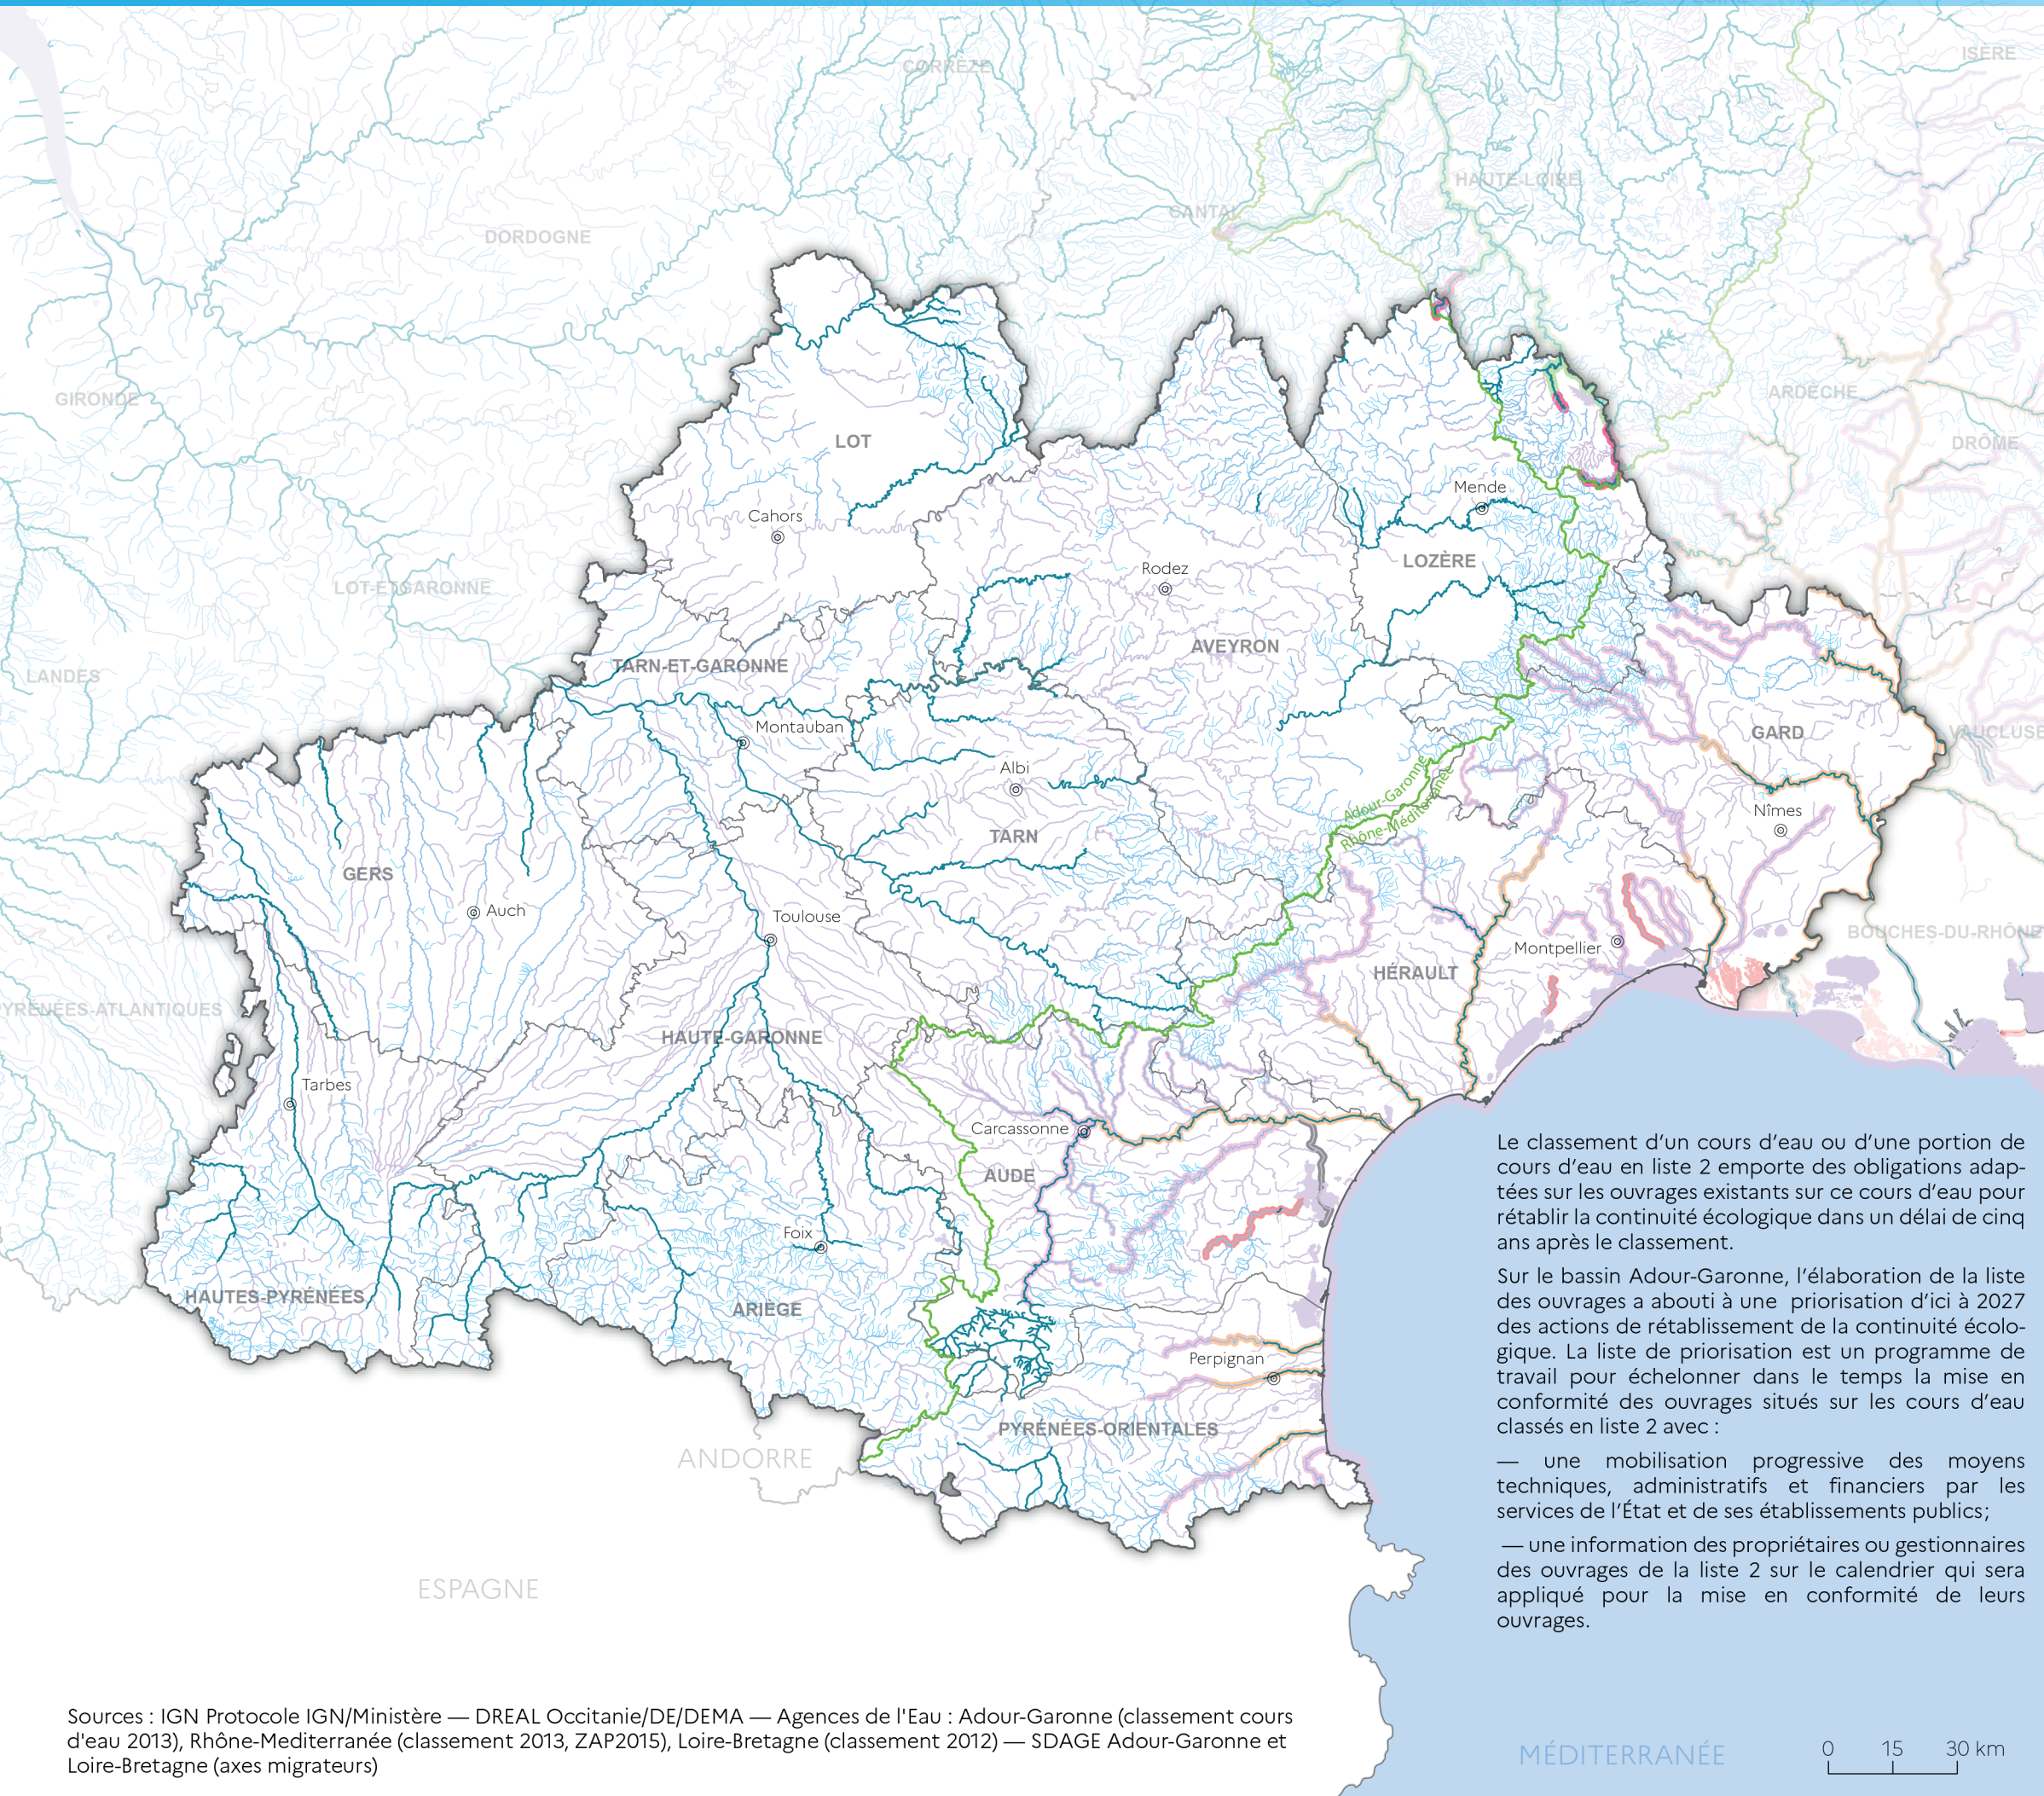 LOIRE
ISÈRE
CORRÈZE
HAUTE-LOIRE
CANTAL
DORDOGNE
ARDÈCHE
GIRONDE
DRÔME
LOT
Mende
Cahors
LOZÈRE
Rodez
LOT-ET-GARONNE
AVEYRON
TARN-ET-GARONNE
LANDES
Montauban
GARD
VAUCLUSE
Albi
Adour-Garonne
Rhône-Méditerranée
Nîmes
TARN
GERS
Auch
Toulouse
BOUCHES-DU-RHÔNE
Montpellier
HÉRAULT
PYRÉNÉES-ATLANTIQUES
HAUTE-GARONNE
Tarbes
Carcassonne
AUDE
Foix
HAUTES-PYRÉNÉES
ARIÈGE
Perpignan
PYRÉNÉES-ORIENTALES
ANDORRE
ESPAGNE
Le classement d’un cours d’eau ou d’une portion de
cours d’eau en liste 2 emporte des obligations adap-
tées sur les ouvrages existants sur ce cours d’eau pour
rétablir la continuité écologique dans un délai de cinq
ans après le classement.
Sur le bassin Adour-Garonne, l’élaboration de la liste
des ouvrages a abouti à une priorisation d’ici à 2027
des actions de rétablissement de la continuité écolo-
gique. La liste de priorisation est un programme de
travail pour échelonner dans le temps la mise en
conformité des ouvrages situés sur les cours d’eau
classés en liste 2 avec :
— une mobilisation progressive des moyens
techniques, administratifs et financiers par les
services de l’État et de ses établissements publics;
— une information des propriétaires ou gestionnaires
des ouvrages de la liste 2 sur le calendrier qui sera
appliqué pour la mise en conformité de leurs
ouvrages.
Sources : IGN Protocole IGN/Ministère — DREAL Occitanie/DE/DEMA — Agences de l'Eau : Adour-Garonne (classement cours
d'eau 2013), Rhône-Mediterranée (classement 2013, ZAP2015), Loire-Bretagne (classement 2012) — SDAGE Adour-Garonne et
Loire-Bretagne (axes migrateurs)
MÉDITERRANÉE
0 15 30 km